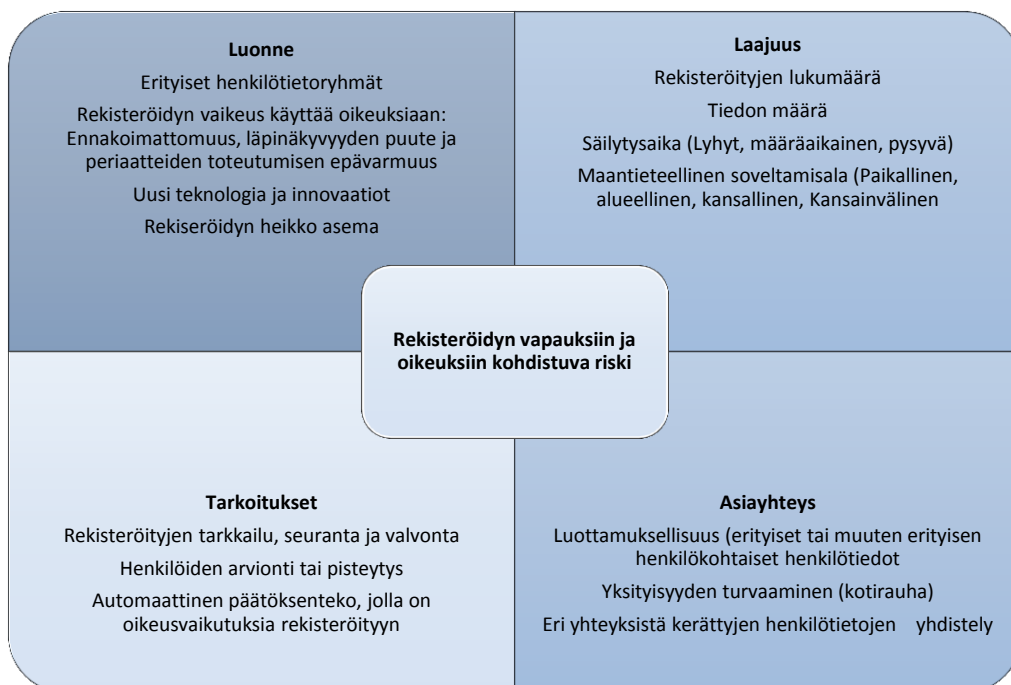 Luonne
Erityiset henkilötietoryhmät
Rekisteröidyn vaikeus käyttää oikeuksiaan:
Ennakoimattomuus, läpinäkyvyyden puute ja
periaatteiden toteutumisen epävarmuus
Uusi teknologia ja innovaatiot
Rekiseröidyn heikko asema
Laajuus
Rekisteröityjen lukumäärä
Tiedon määrä
Säilytysaika (Lyhyt, määräaikainen, pysyvä)
Maantieteellinen soveltamisala (Paikallinen,
alueellinen, kansallinen, Kansainvälinen
Rekisteröidyn vapauksiin ja
oikeuksiin kohdistuva riski
Tarkoitukset
Rekisteröityjen tarkkailu, seuranta ja valvonta
Henkilöiden arvionti tai pisteytys
Automaattinen päätöksenteko, jolla on
oikeusvaikutuksia rekisteröityyn
Asiayhteys
Luottamuksellisuus (erityiset tai muuten erityisen
henkilökohtaiset henkilötiedot
Yksityisyyden turvaaminen (kotirauha)
Eri yhteyksistä kerättyjen henkilötietojen yhdistely